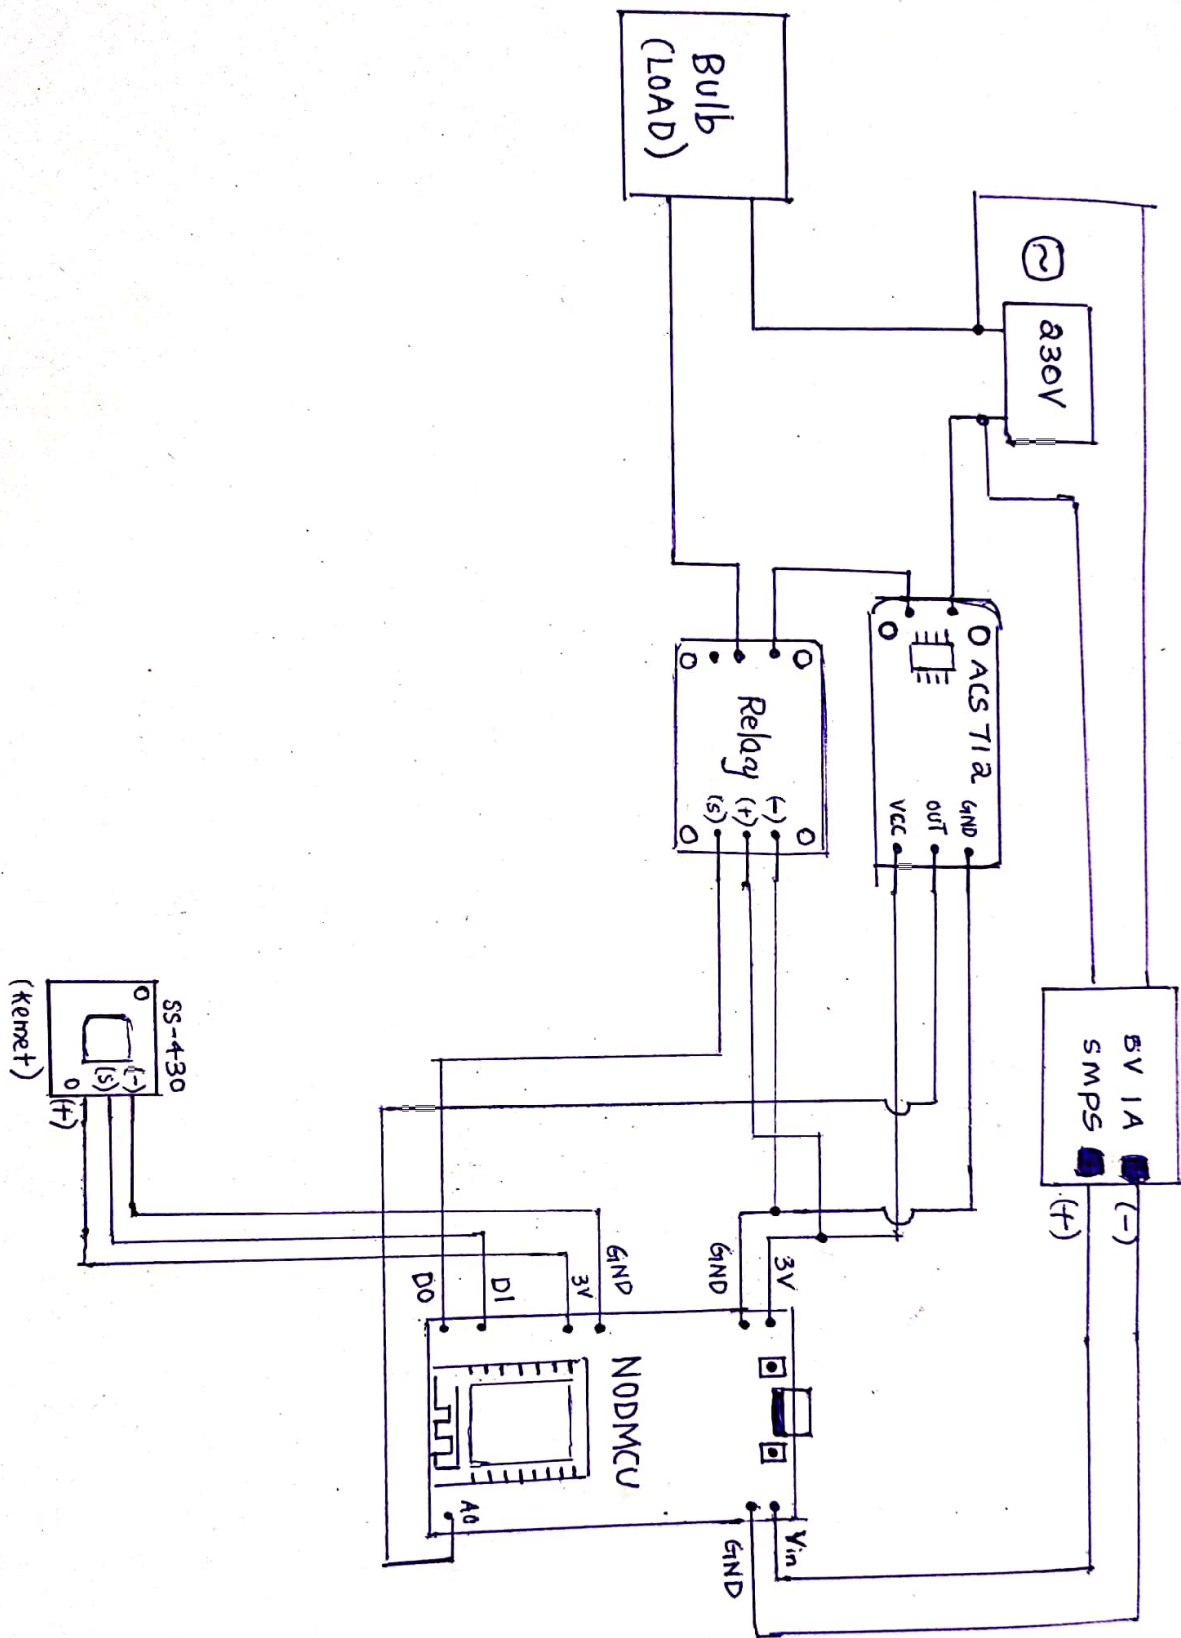 Bulb
(LOAD)
~
230V
ACS 712
GND
OUT
VCC
Relay
(-)
(+)
(S)
5V 1A
SMPS
(-)
(+)
SS-430
(-)
(S)
(+)
(Kemet)
GND
3V
D1
D0
3V
GND
NODMCU
A0
Vin
GND